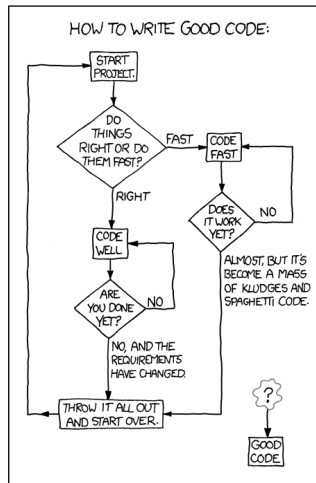 HOW TO WRITE GOOD CODE:
START
PROJECT.
DO
THINGS
RIGHT OR DO
THEM FAST?
FAST
CODE
FAST
RIGHT
CODE
WELL
DOES
IT WORK
YET?
NO
ALMOST, BUT IT'S
BECOME A MASS
OF KLUDGES AND
SPAGHETTI CODE.
ARE
YOU DONE
YET?
NO
NO, AND THE
REQUIREMENTS
HAVE CHANGED.
THROW IT ALL OUT
AND START OVER.
?
GOOD
CODE